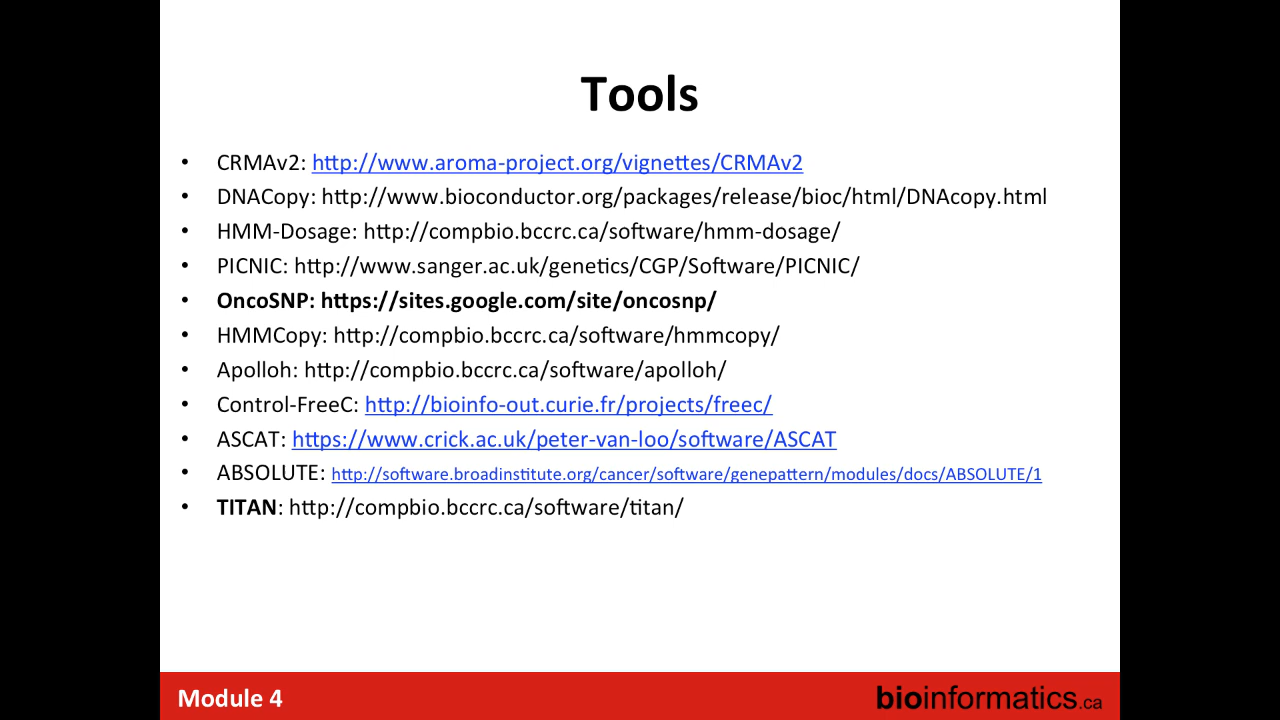 Tools
• CRMAv2: http://www.aroma-project.org/vignettes/CRMAv2
• DNACopy: http://www.bioconductor.org/packages/release/bioc/html/DNAcopy.html
• HMM-Dosage: http://compbio.bccrc.ca/software/hmm-dosage/
• PICNIC: http://www.sanger.ac.uk/genetics/CGP/Software/PICNIC/
• OncoSNP: https://sites.google.com/site/oncosnp/
• HMMCopy: http://compbio.bccrc.ca/software/hmmcopy/
• Apolloh: http://compbio.bccrc.ca/software/apolloh/
• Control-FreeC: http://bioinfo-out.curie.fr/projects/freec/
• ASCAT: https://www.crick.ac.uk/peter-van-loo/software/ASCAT
• ABSOLUTE: http://software.broadinstitute.org/cancer/software/genepattern/modules/docs/ABSOLUTE/1
• TITAN: http://compbio.bccrc.ca/software/titan/
Module 4
bioinformatics.ca